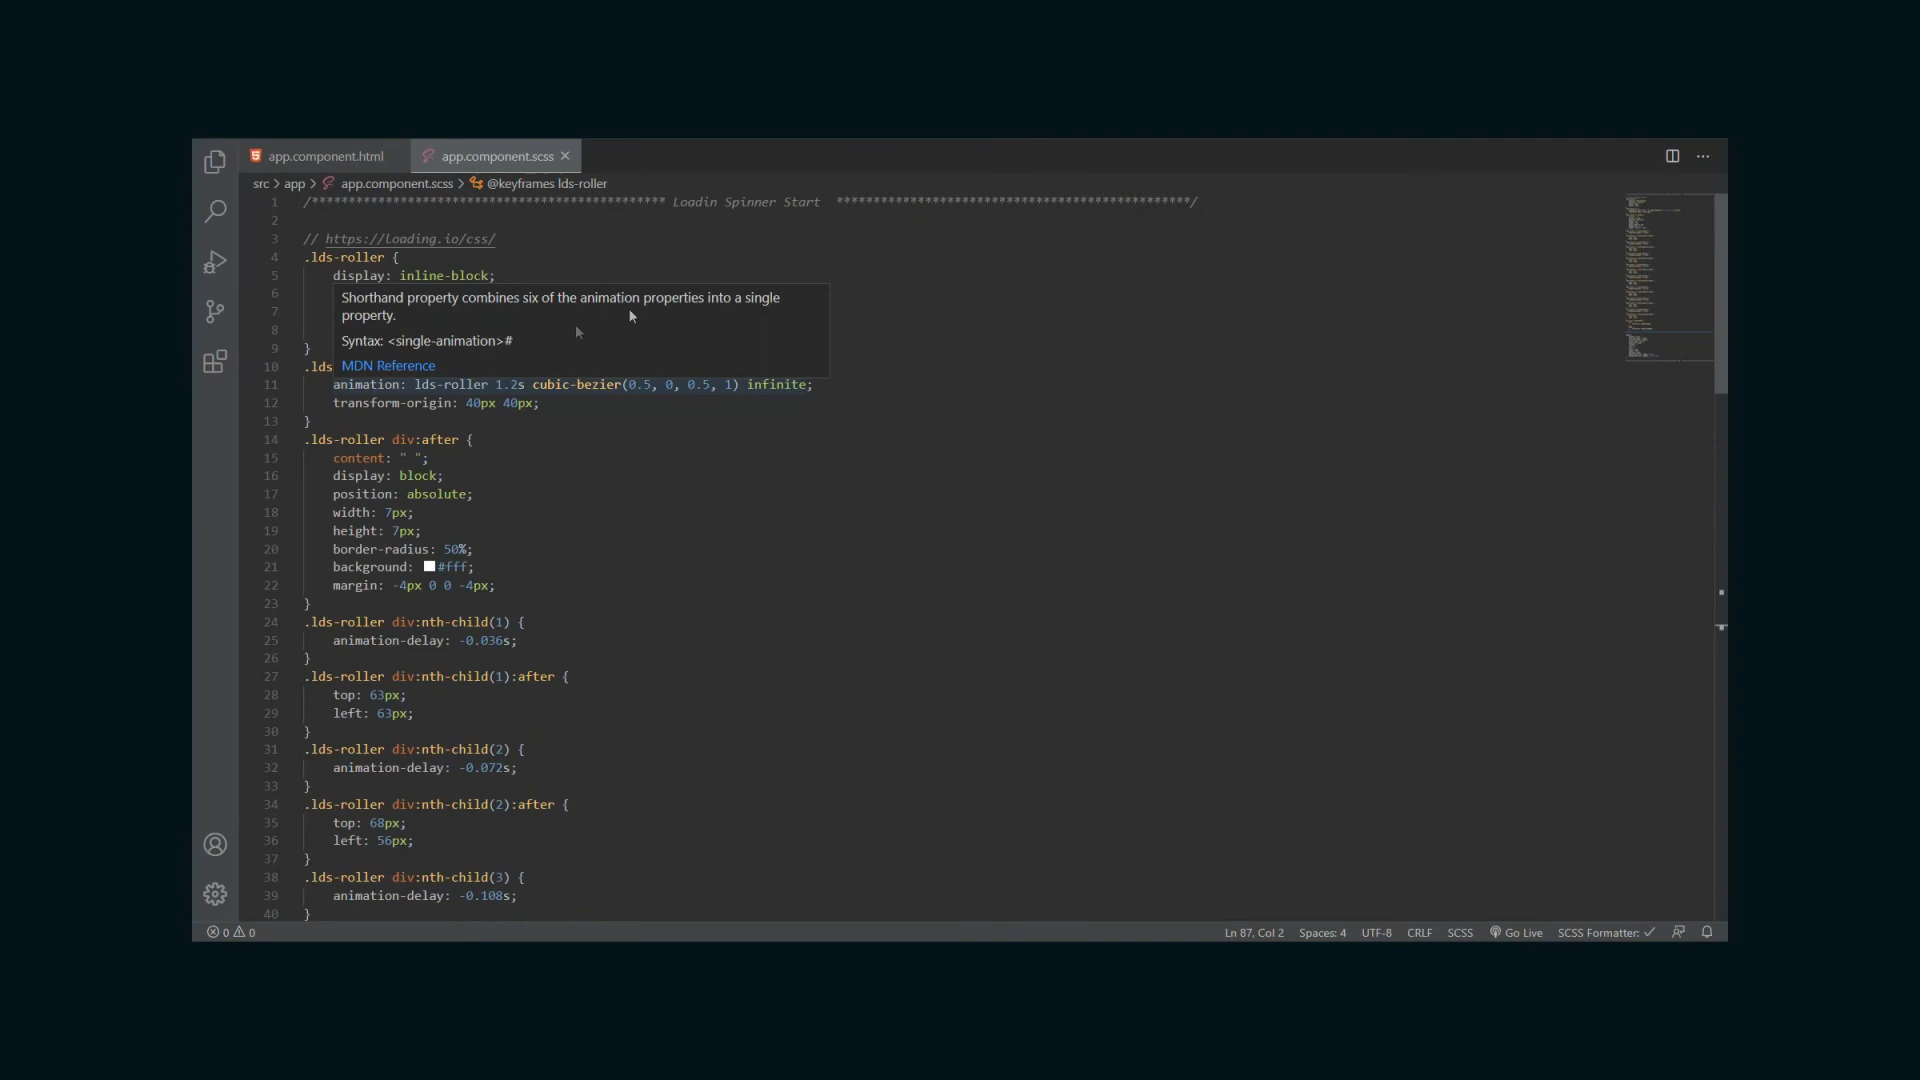 app.component.html
app.component.scss
src > app > app.component.scss > @keyframes lds-roller
1 /************************************************ Loadin Spinner Start ************************************************/
2
3 // https://loading.io/css/
4 .lds-roller {
5 display: inline-block;
6
7
8
9 }
10 .lds
Shorthand property combines six of the animation properties into a single
property.
Syntax: <single-animation>#
MDN Reference
11 animation: lds-roller 1.2s cubic-bezier(0.5, 0, 0.5, 1) infinite;
12 transform-origin: 40px 40px;
13 }
14 .lds-roller div:after {
15 content: " ";
16 display: block;
17 position: absolute;
18 width: 7px;
19 height: 7px;
20 border-radius: 50%;
21 background: #fff;
22 margin: -4px 0 0 -4px;
23 }
24 .lds-roller div:nth-child(1) {
25 animation-delay: -0.036s;
26 }
27 .lds-roller div:nth-child(1):after {
28 top: 63px;
29 left: 63px;
30 }
31 .lds-roller div:nth-child(2) {
32 animation-delay: -0.072s;
33 }
34 .lds-roller div:nth-child(2):after {
35 top: 68px;
36 left: 56px;
37 }
38 .lds-roller div:nth-child(3) {
39 animation-delay: -0.108s;
40 }
0 0 Ln 87, Col 2 Spaces: 4 UTF-8 CRLF SCSS Go Live SCSS Formatter: ✓